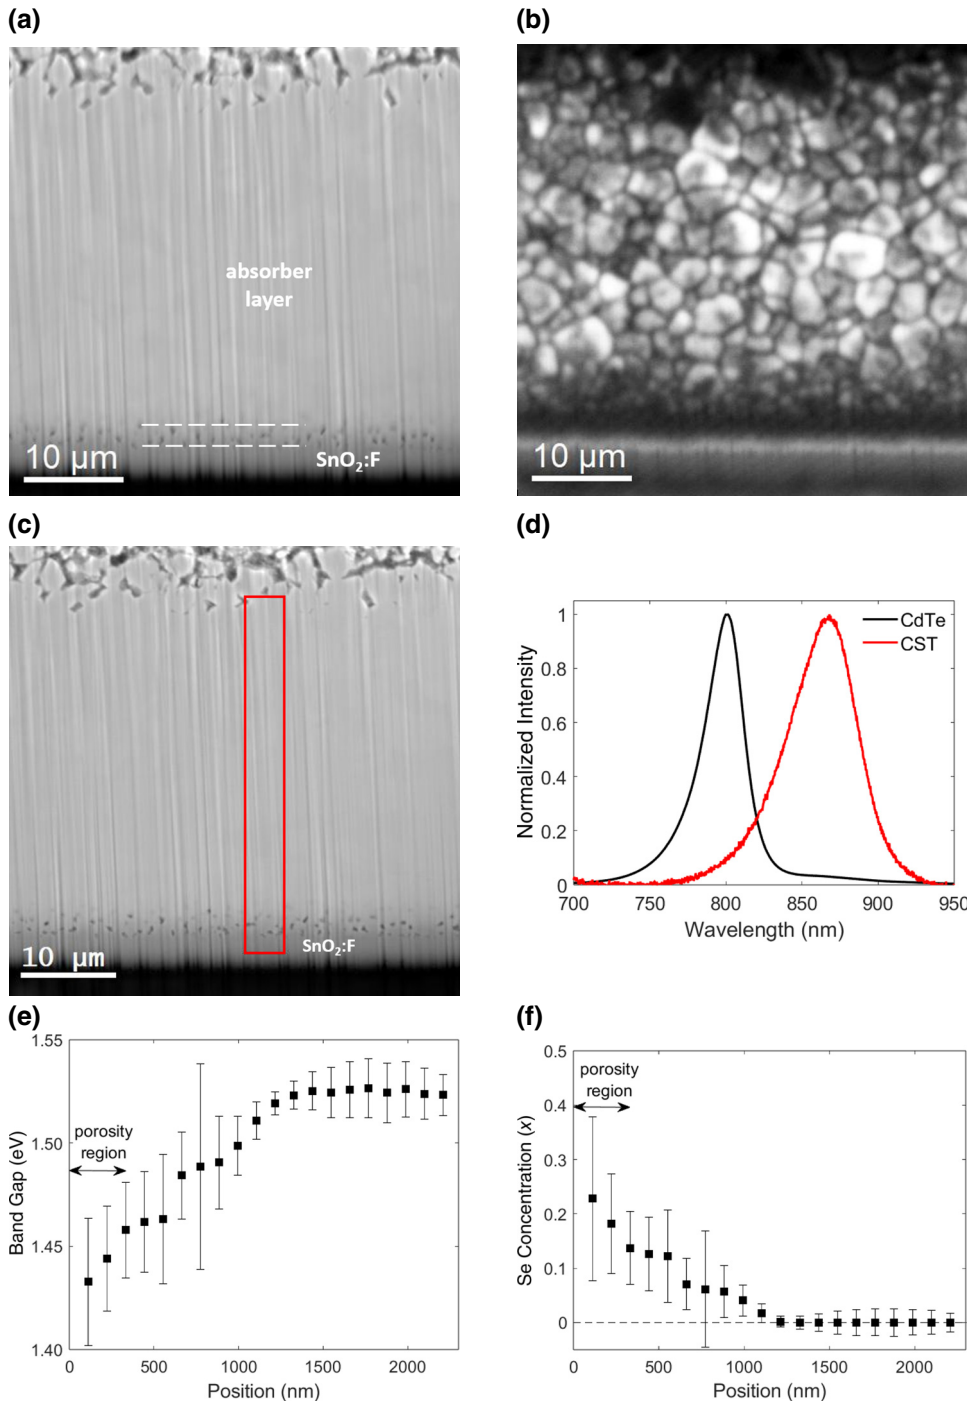 (a)
absorber
layer
SnO₂:F
10 µm
(b)
10 µm
(c)
SnO₂:F
10 µm
(d)
Normalized Intensity
1
0.8
0.6
0.4
0.2
0
CdTe
CST
700 750 800 850 900 950
Wavelength (nm)
(e)
Band Gap (eV)
1.55
1.50
1.45
1.40
porosity
region
0 500 1000 1500 2000
Position (nm)
(f)
Se Concentration (x)
0.5
0.4
0.3
0.2
0.1
0
porosity
region
0 500 1000 1500 2000
Position (nm)